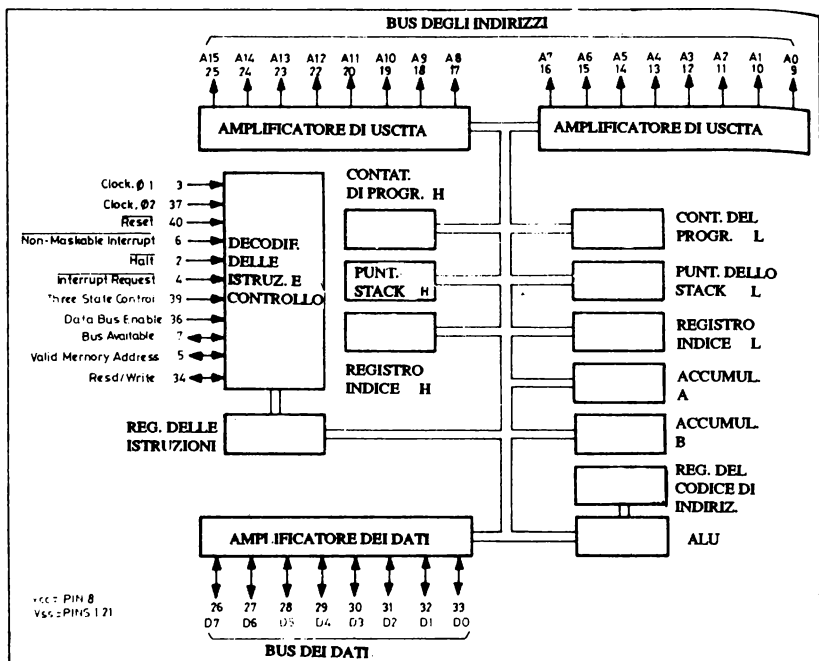 BUS DEGLI INDIRIZZI
A15 A14 A13 A12 A11 A10 A9 A8 A7 A6 A5 A4 A3 A2 A1 A0
25 24 23 22 20 19 18 17 16 15 14 13 12 11 10 9
AMPLIFICATORE DI USCITA
AMPLIFICATORE DI USCITA
Clock, Ø 1 3
Clock, Ø2 37
Reset 40
Non-Maskable Interrupt 6
Halt 2
Interrupt Request 4
Three State Control 39
Data Bus Enable 36
Bus Available 7
Valid Memory Address 5
Resd/Write 34
DECODIF.
DELLE
ISTRUZ. E
CONTROLLO
CONTAT.
DI PROGR. H
PUNT.
STACK H
REGISTRO
INDICE H
CONT. DEL
PROGR. L
PUNT. DELLO
STACK L
REGISTRO
INDICE L
ACCUMUL.
A
ACCUMUL.
B
REG. DELLE
ISTRUZIONI
REG. DEL
CODICE DI
INDIRIZ.
ALU
AMPLIFICATORE DEI DATI
Vcc = PIN 8
Vss = PINS 1 21
26 27 28 29 30 31 32 33
D7 D6 D5 D4 D3 D2 D1 D0
BUS DEI DATI